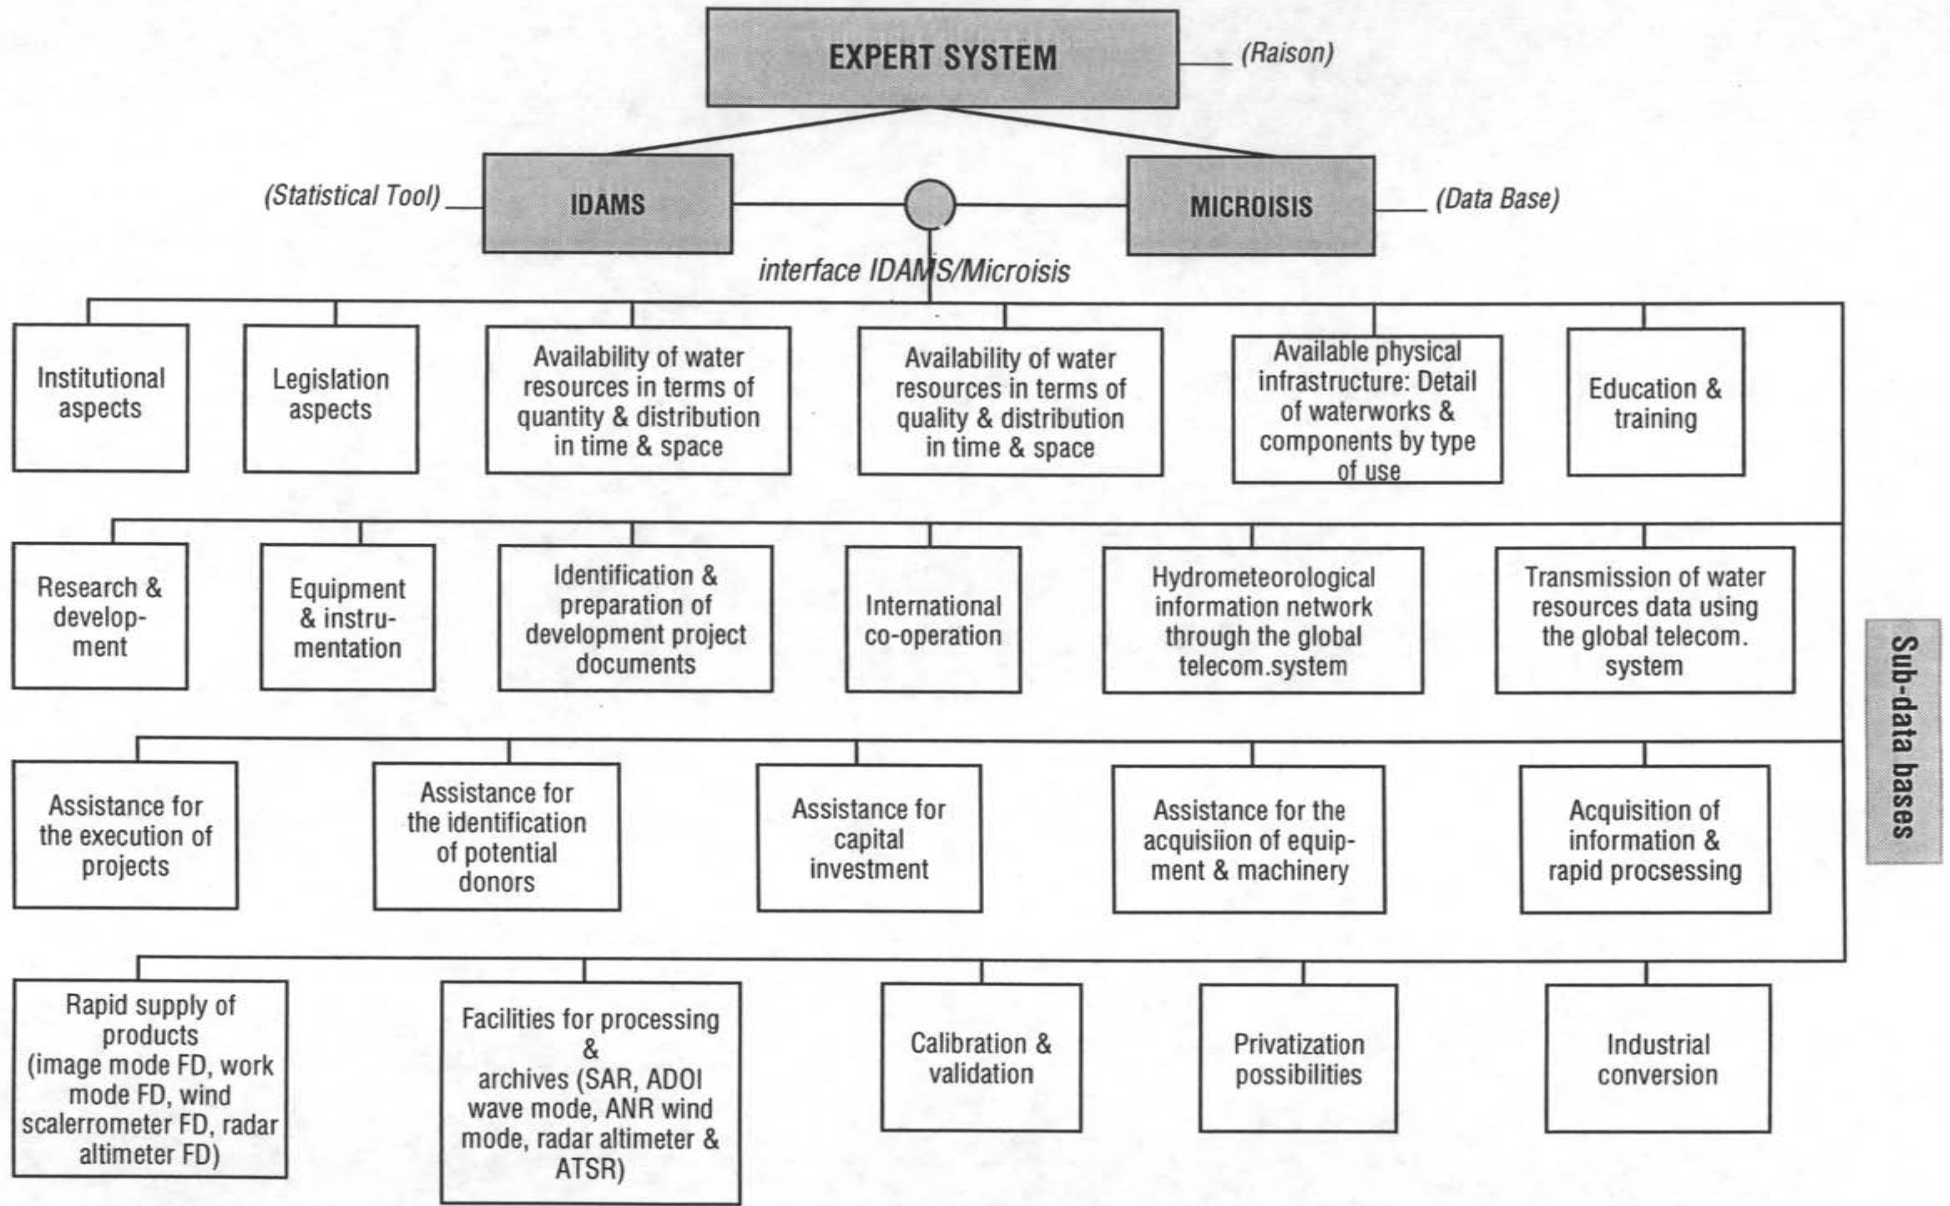 EXPERT SYSTEM
(Raison)
(Statistical Tool)
IDAMS
MICROISIS
(Data Base)
interface IDAMS/Microisis
Institutional
aspects
Legislation
aspects
Availability of water
resources in terms of
quantity & distribution
in time & space
Availability of water
resources in terms of
quality & distribution
in time & space
Available physical
infrastructure: Detail
of waterworks &
components by type
of use
Education &
training
Research &
develop-
ment
Equipment
& instru-
mentation
Identification &
preparation of
development project
documents
International
co-operation
Hydrometeorological
information network
through the global
telecom.system
Transmission of water
resources data using
the global telecom.
system
Sub-data bases
Assistance for
the execution of
projects
Assistance for
the identification
of potential
donors
Assistance for
capital
investment
Assistance for the
acquisiion of equip-
ment & machinery
Acquisition of
information &
rapid procsessing
Rapid supply of
products
(image mode FD, work
mode FD, wind
scalerrometer FD, radar
altimeter FD)
Facilities for processing
&
archives (SAR, ADOI
wave mode, ANR wind
mode, radar altimeter &
ATSR)
Calibration &
validation
Privatization
possibilities
Industrial
conversion